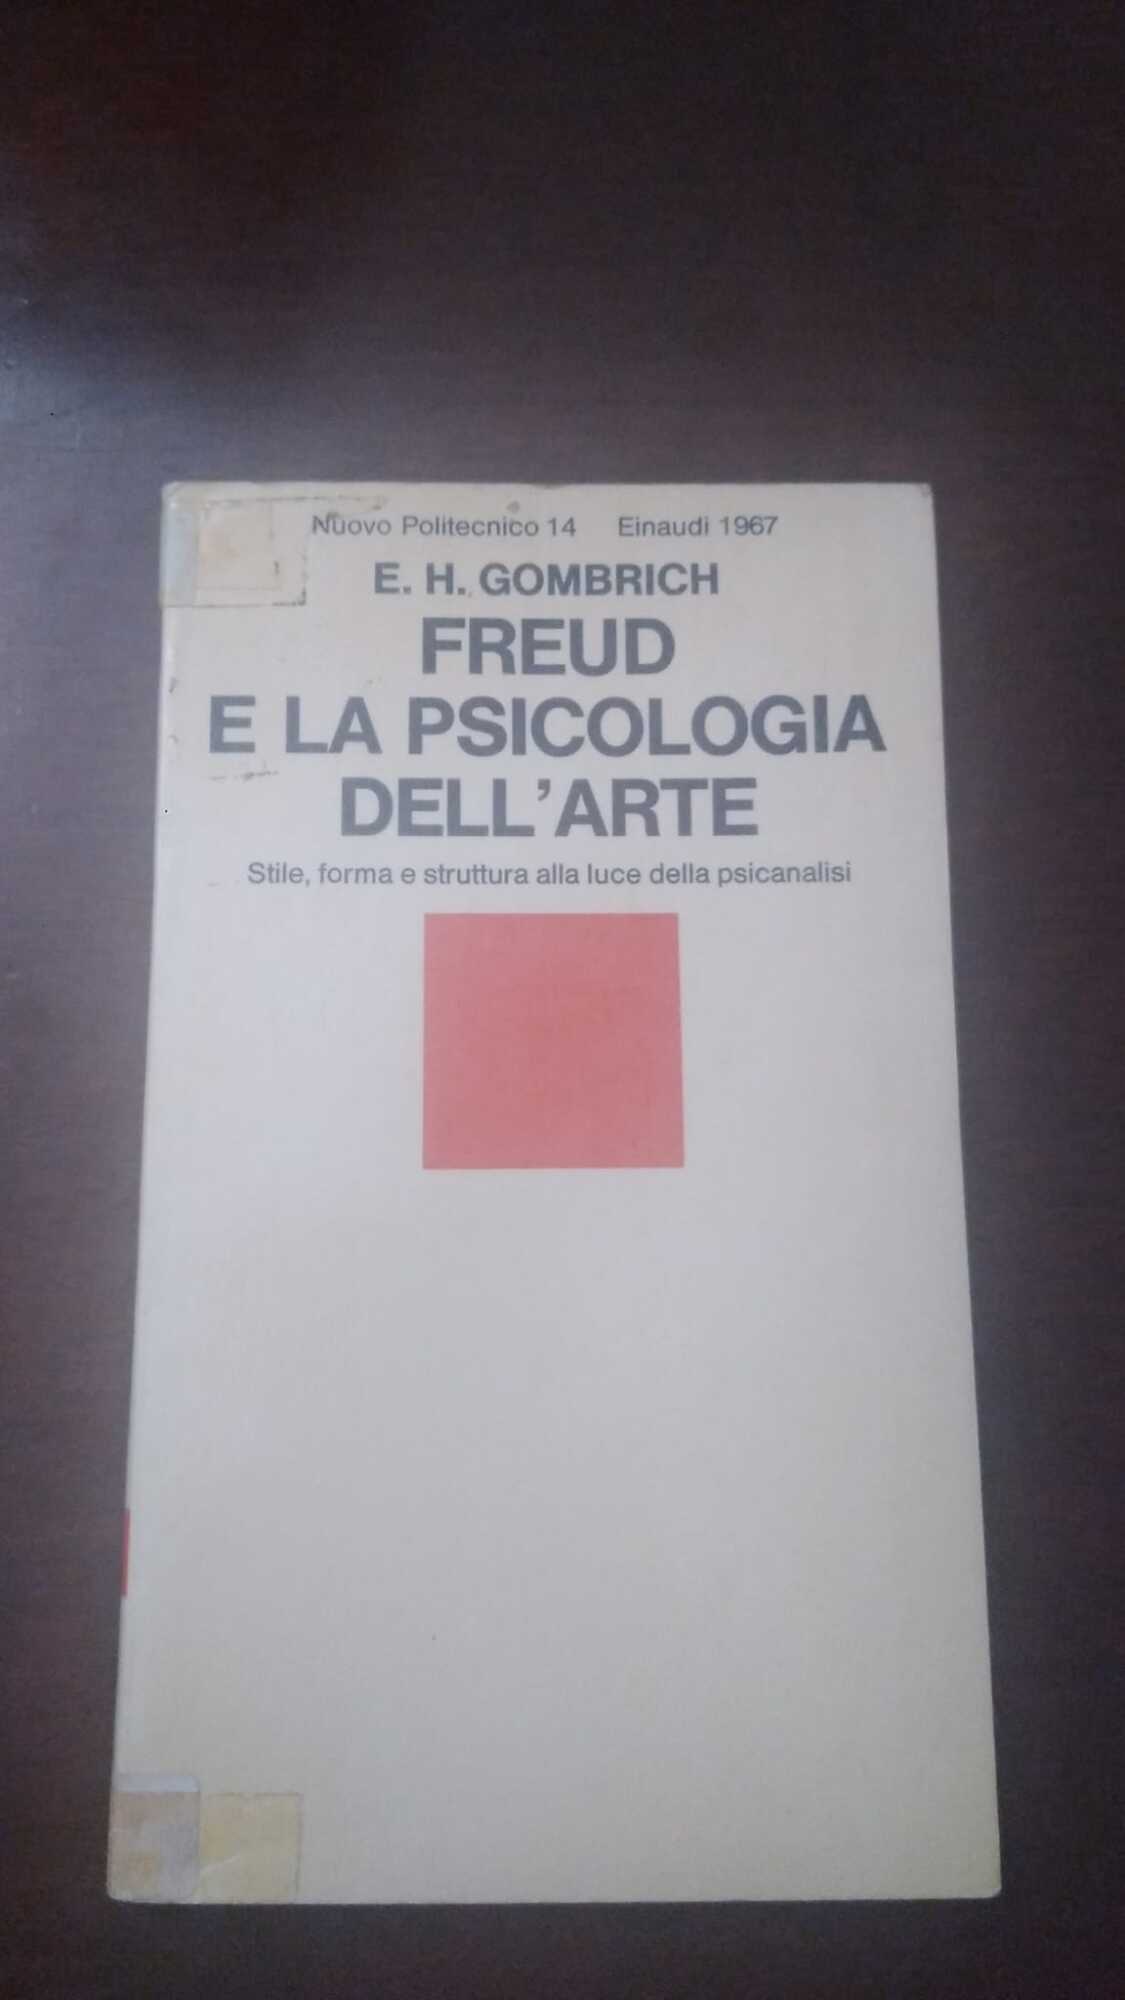 Nuovo Politecnico 14 Einaudi 1967
E. H. GOMBRICH
FREUD
E LA PSICOLOGIA
DELL'ARTE
Stile, forma e struttura alla luce della psicanalisi